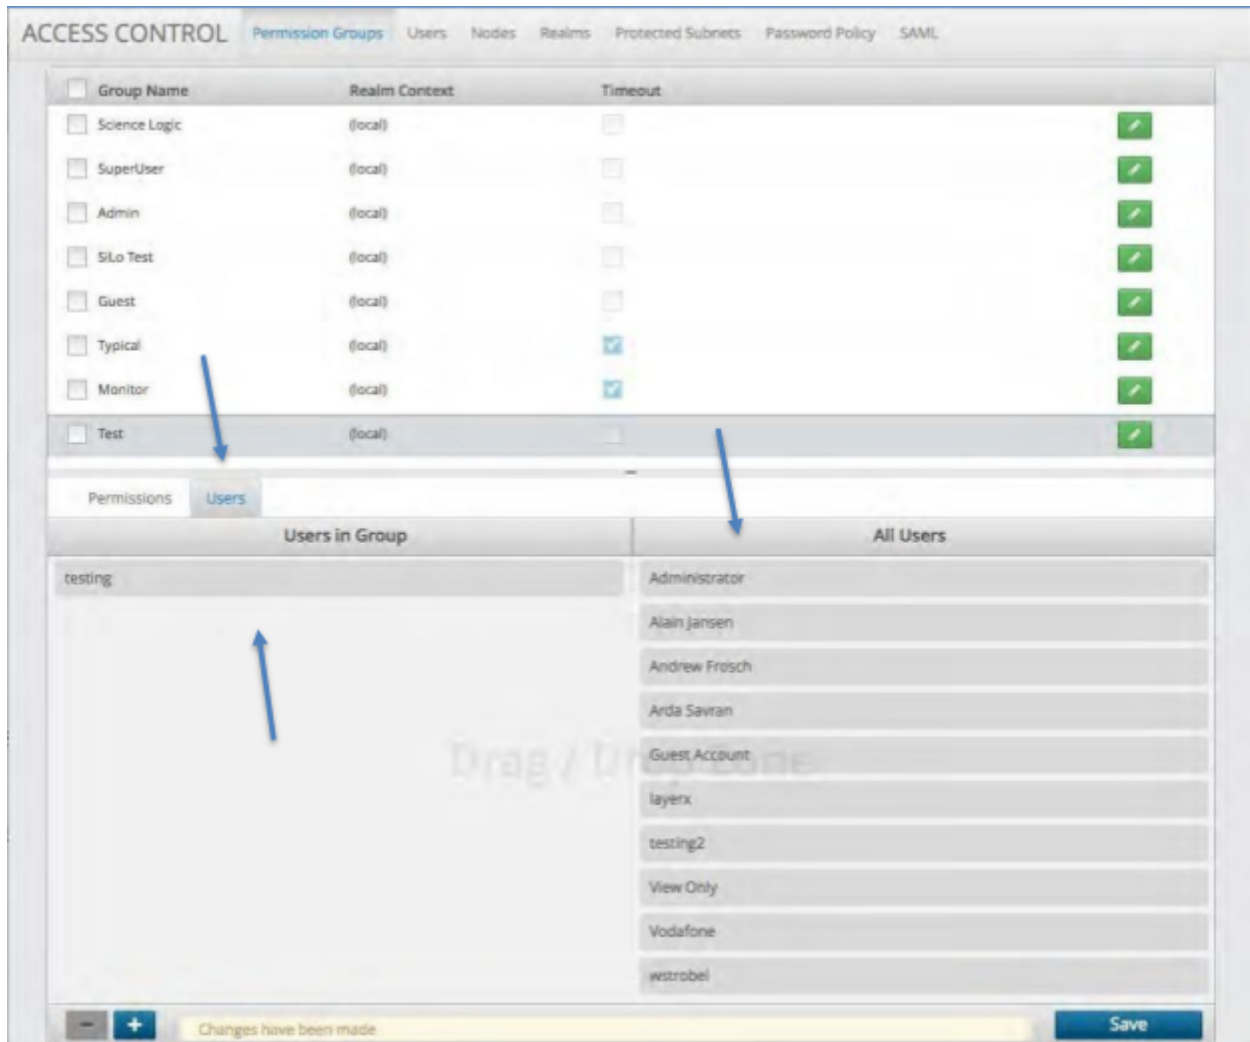 ACCESS CONTROL Permission Groups Users Nodes Realms Protected Subnets Password Policy SAML
Group Name Realm Context Timeout
Science Logic (local)
SuperUser (local)
Admin (local)
SiLo Test (local)
Guest (local)
Typical (local)
Monitor (local)
Test (local)
Permissions Users
Users in Group All Users
testing Administrator
Alain Jansen
Andrew Frosch
Arda Savran
Guest Account
Drag / Drop Zone
layerx
testing2
View Only
Vodafone
wstrobel
Changes have been made Save